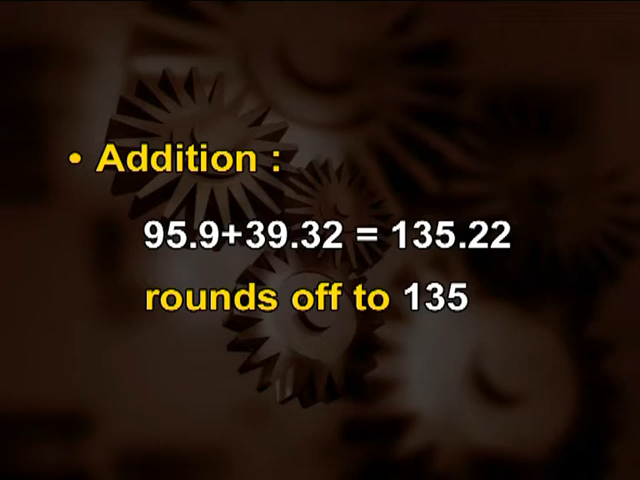 • Addition :
95.9+39.32 = 135.22
rounds off to 135